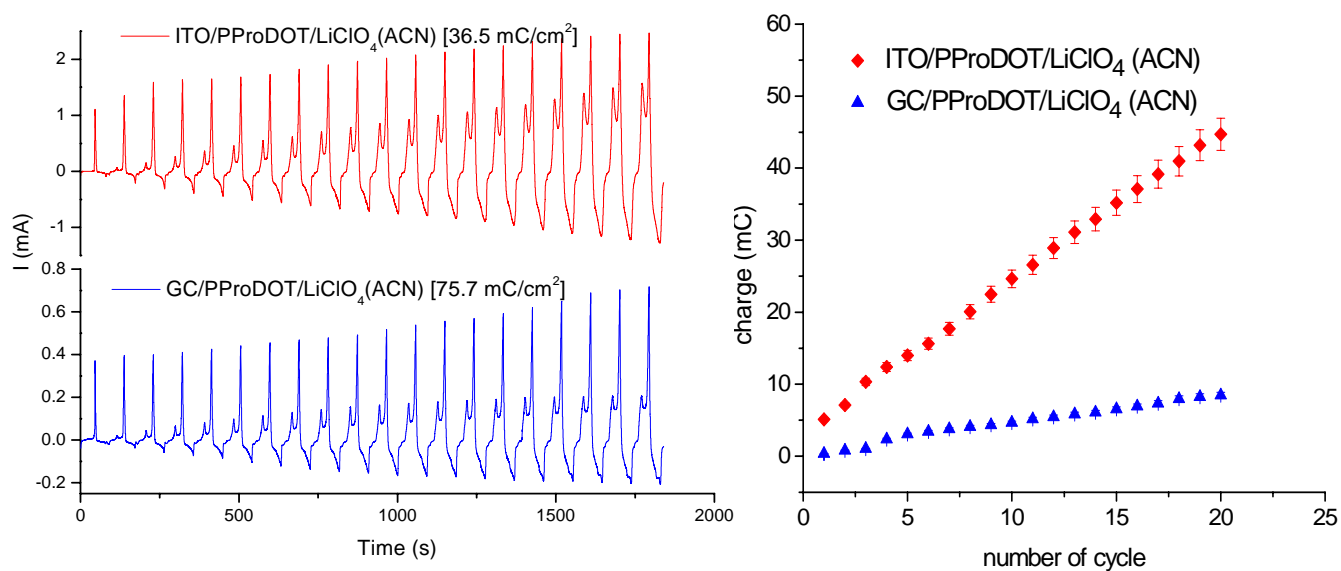 ITO/PProDOT/LiClO₄(ACN) [36.5 mC/cm²]
2
1
0
-1
I (mA)
0.8
GC/PProDOT/LiClO₄(ACN) [75.7 mC/cm²]
0.6
0.4
0.2
0.0
-0.2
0 500 1000 1500 2000
Time (s)
60
ITO/PProDOT/LiClO₄ (ACN)
GC/PProDOT/LiClO₄ (ACN)
50
40
30
20
10
0
charge (mC)
0 5 10 15 20 25
number of cycle